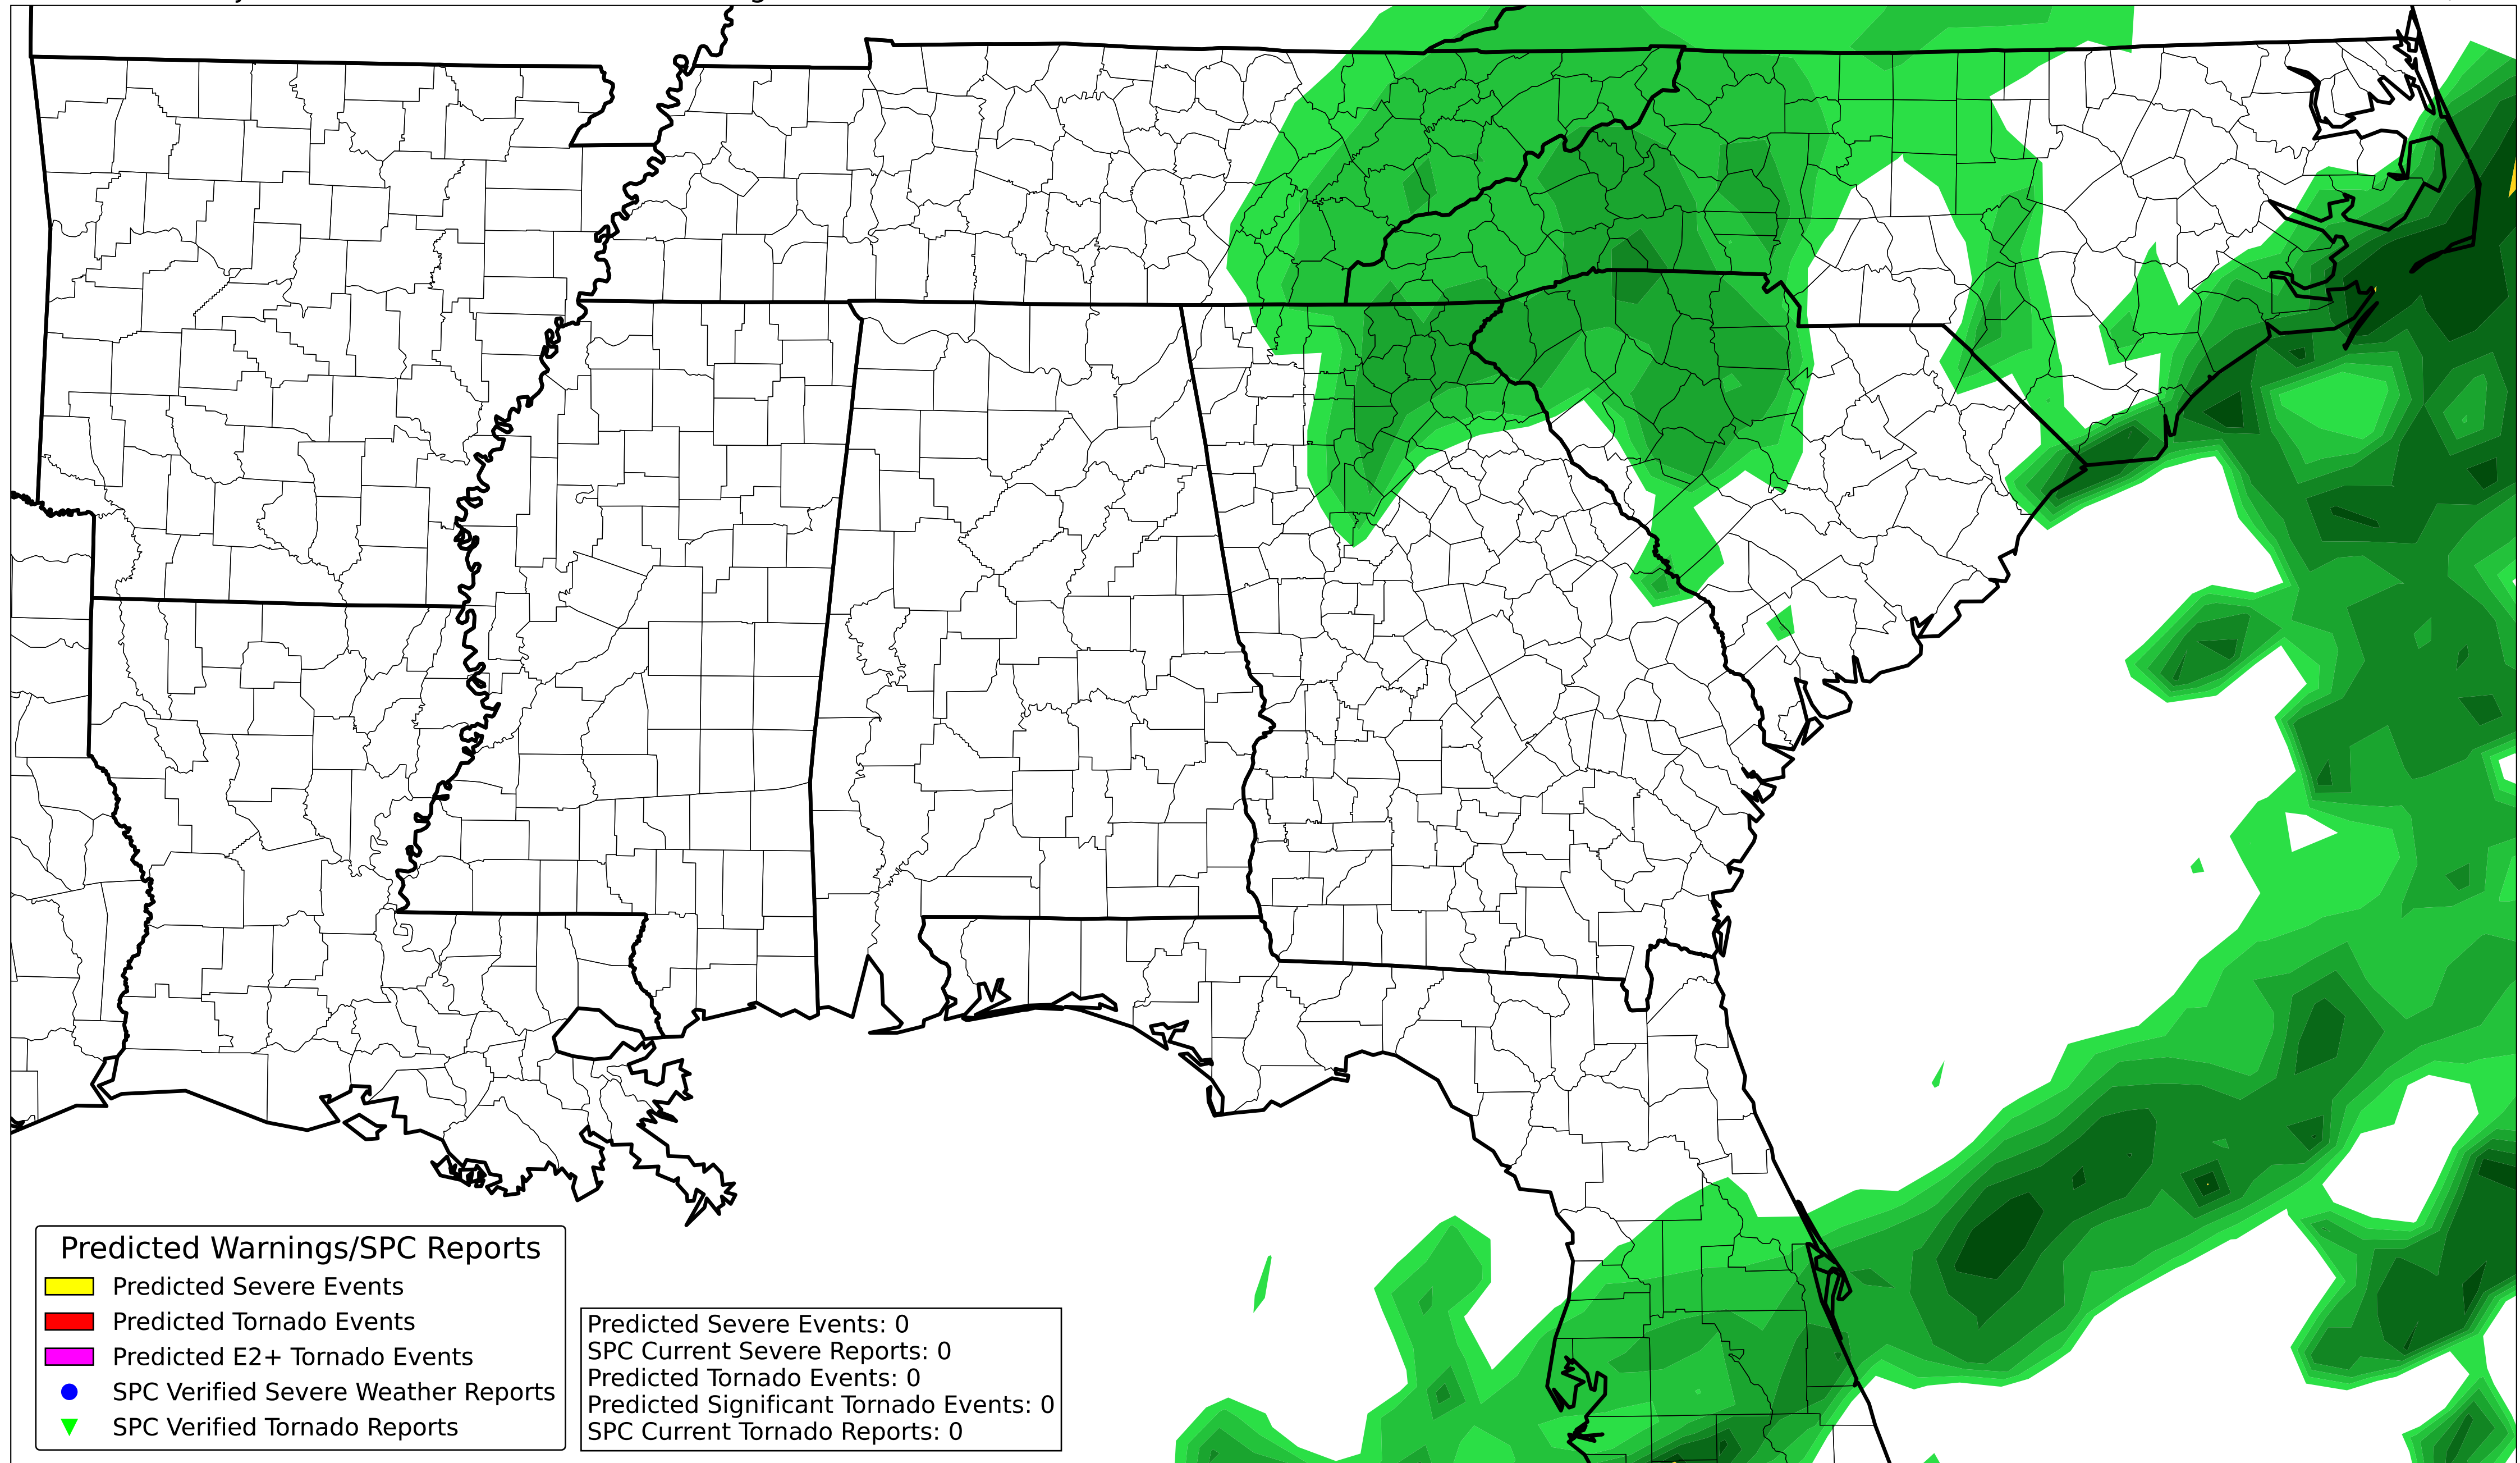 Predicted Warnings/SPC Reports
Predicted Severe Events
Predicted Tornado Events
Predicted E2+ Tornado Events
SPC Verified Severe Weather Reports
SPC Verified Tornado Reports
Predicted Severe Events: 0
SPC Current Severe Reports: 0
Predicted Tornado Events: 0
Predicted Significant Tornado Events: 0
SPC Current Tornado Reports: 0